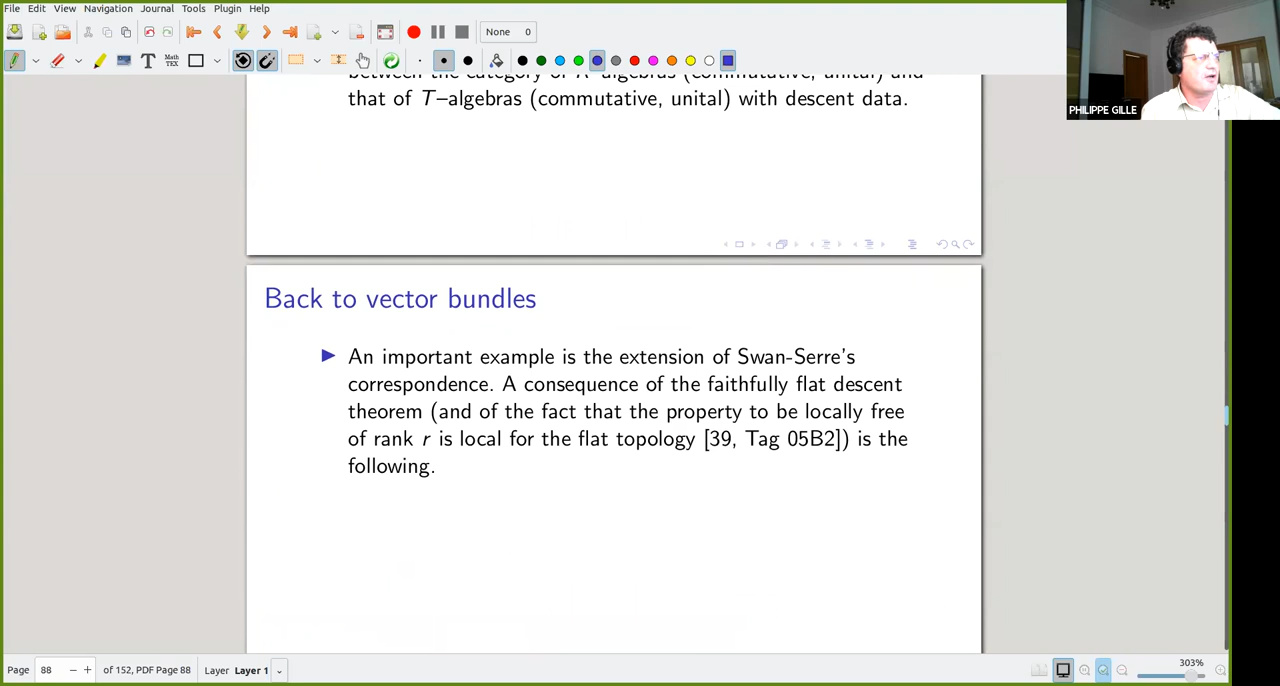 File Edit View Navigation Journal Tools Plugin Help
None 0
PHILIPPE GILLE
that of T–algebras (commutative, unital) with descent data.
Back to vector bundles
An important example is the extension of Swan-Serre's
correspondence. A consequence of the faithfully flat descent
theorem (and of the fact that the property to be locally free
of rank r is local for the flat topology [39, Tag 05B2]) is the
following.
Page 88 of 152, PDF Page 88 Layer Layer 1 303%